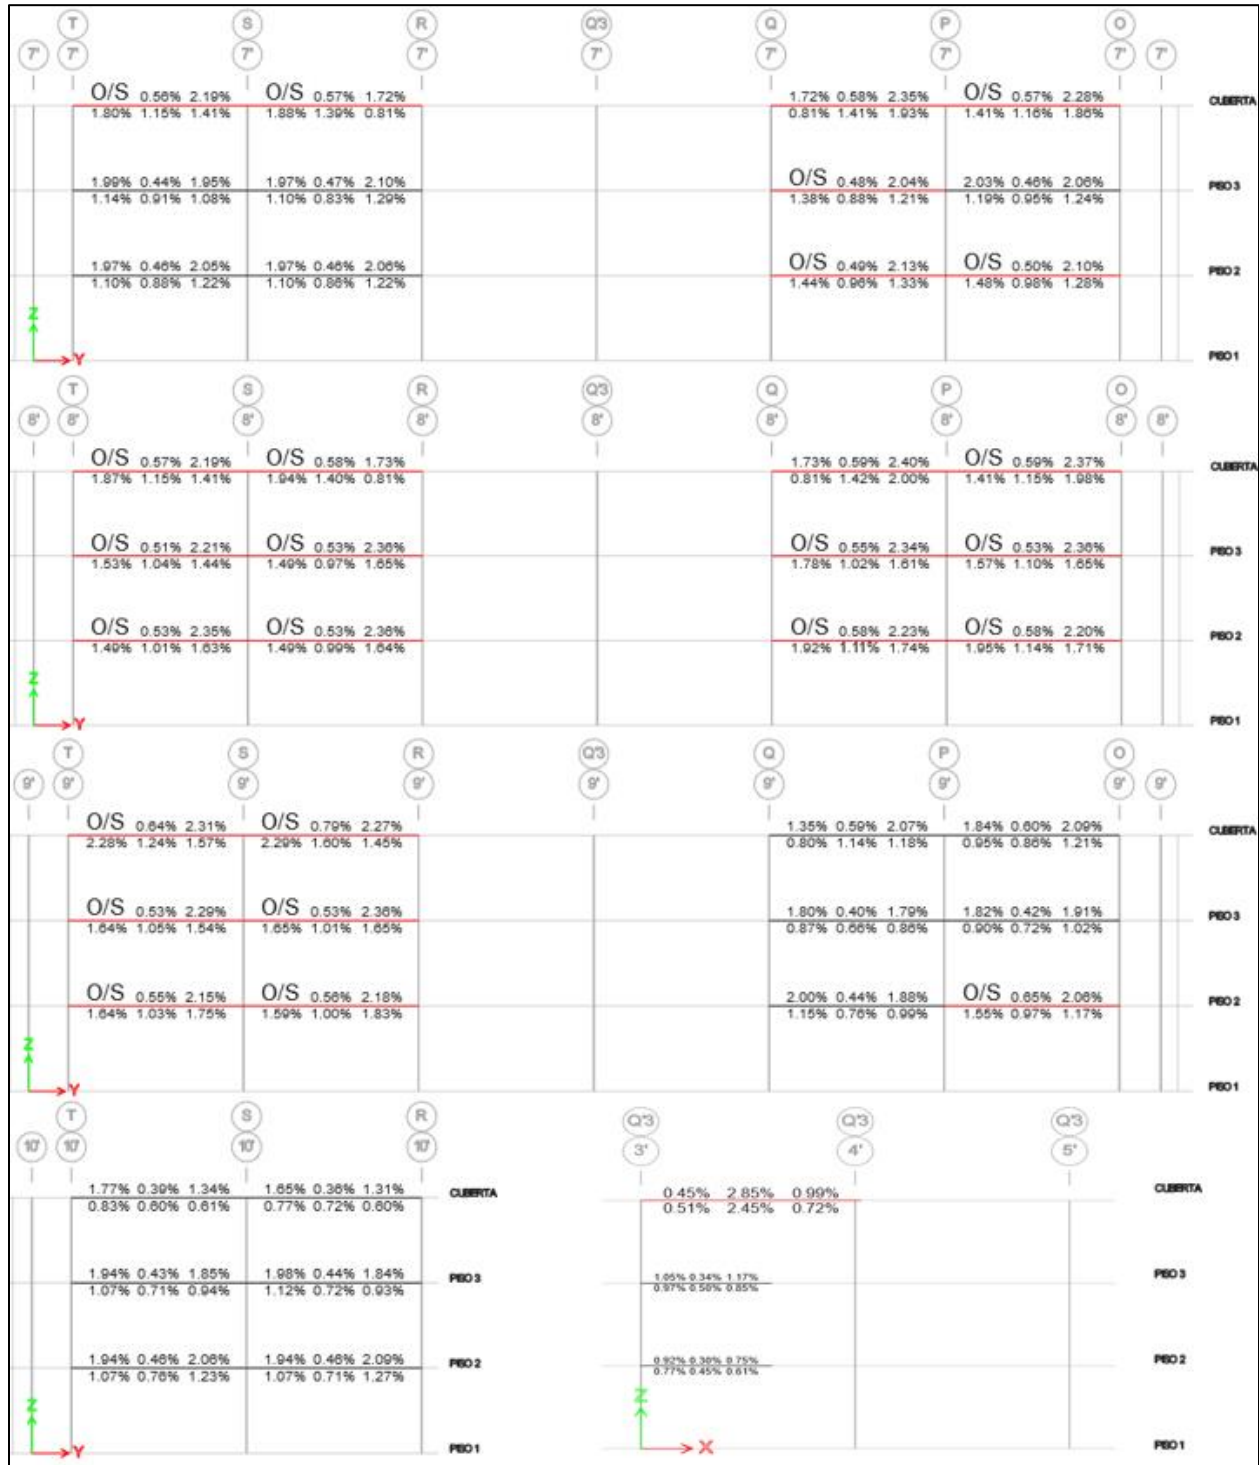 T S R Q'3 Q P O
7' 7' 7' 7' 7' 7' 7' 7' 7'
O/S 0.56% 2.19% O/S 0.57% 1.72% 1.72% 0.58% 2.35% O/S 0.57% 2.28% CUBIERTA
1.80% 1.15% 1.41% 1.88% 1.39% 0.81% 0.81% 1.41% 1.93% 1.41% 1.16% 1.86%
1.99% 0.44% 1.95% 1.97% 0.47% 2.10% O/S 0.48% 2.04% 2.03% 0.46% 2.06% PISO 3
1.14% 0.91% 1.08% 1.10% 0.83% 1.29% 1.38% 0.88% 1.21% 1.19% 0.95% 1.24%
1.97% 0.46% 2.05% 1.97% 0.46% 2.06% O/S 0.49% 2.13% O/S 0.50% 2.10% PISO 2
1.10% 0.88% 1.22% 1.10% 0.86% 1.22% 1.44% 0.96% 1.33% 1.48% 0.98% 1.28%
Z
Y PISO 1
T S R Q'3 Q P O
8' 8' 8' 8' 8' 8' 8' 8' 8'
O/S 0.57% 2.19% O/S 0.58% 1.73% 1.73% 0.59% 2.40% O/S 0.59% 2.37% CUBIERTA
1.87% 1.15% 1.41% 1.94% 1.40% 0.81% 0.81% 1.42% 2.00% 1.41% 1.15% 1.98%
O/S 0.51% 2.21% O/S 0.53% 2.36% O/S 0.55% 2.34% O/S 0.53% 2.36% PISO 3
1.53% 1.04% 1.44% 1.49% 0.97% 1.65% 1.78% 1.02% 1.61% 1.57% 1.10% 1.65%
O/S 0.53% 2.35% O/S 0.53% 2.36% O/S 0.58% 2.23% O/S 0.58% 2.20% PISO 2
1.49% 1.01% 1.63% 1.49% 0.99% 1.64% 1.92% 1.11% 1.74% 1.95% 1.14% 1.71%
Z
Y PISO 1
T S R Q'3 Q P O
9' 9' 9' 9' 9' 9' 9' 9' 9'
O/S 0.64% 2.31% O/S 0.79% 2.27% 1.35% 0.59% 2.07% 1.84% 0.60% 2.09% CUBIERTA
2.28% 1.24% 1.57% 2.29% 1.60% 1.45% 0.80% 1.14% 1.18% 0.95% 0.86% 1.21%
O/S 0.53% 2.29% O/S 0.53% 2.36% 1.80% 0.40% 1.79% 1.82% 0.42% 1.91% PISO 3
1.64% 1.05% 1.54% 1.65% 1.01% 1.65% 0.87% 0.66% 0.86% 0.90% 0.72% 1.02%
O/S 0.55% 2.15% O/S 0.56% 2.18% 2.00% 0.44% 1.88% O/S 0.65% 2.06% PISO 2
1.64% 1.03% 1.75% 1.59% 1.00% 1.83% 1.15% 0.76% 0.99% 1.55% 0.97% 1.17%
Z
Y PISO 1
T S R Q'3 Q'3 Q'3
10' 10' 10' 10' 3' 4' 5'
1.77% 0.39% 1.34% 1.65% 0.36% 1.31% CUBIERTA 0.45% 2.85% 0.99% CUBIERTA
0.83% 0.60% 0.61% 0.77% 0.72% 0.60% 0.51% 2.45% 0.72%
1.94% 0.43% 1.85% 1.98% 0.44% 1.84% PISO 3 1.05% 0.34% 1.17% PISO 3
1.07% 0.71% 0.94% 1.12% 0.72% 0.93% 0.97% 0.50% 0.85%
1.94% 0.46% 2.06% 1.94% 0.46% 2.09% PISO 2 0.92% 0.30% 0.75% PISO 2
1.07% 0.76% 1.23% 1.07% 0.71% 1.27% 0.77% 0.45% 0.61%
Z Z
Y PISO 1 X PISO 1